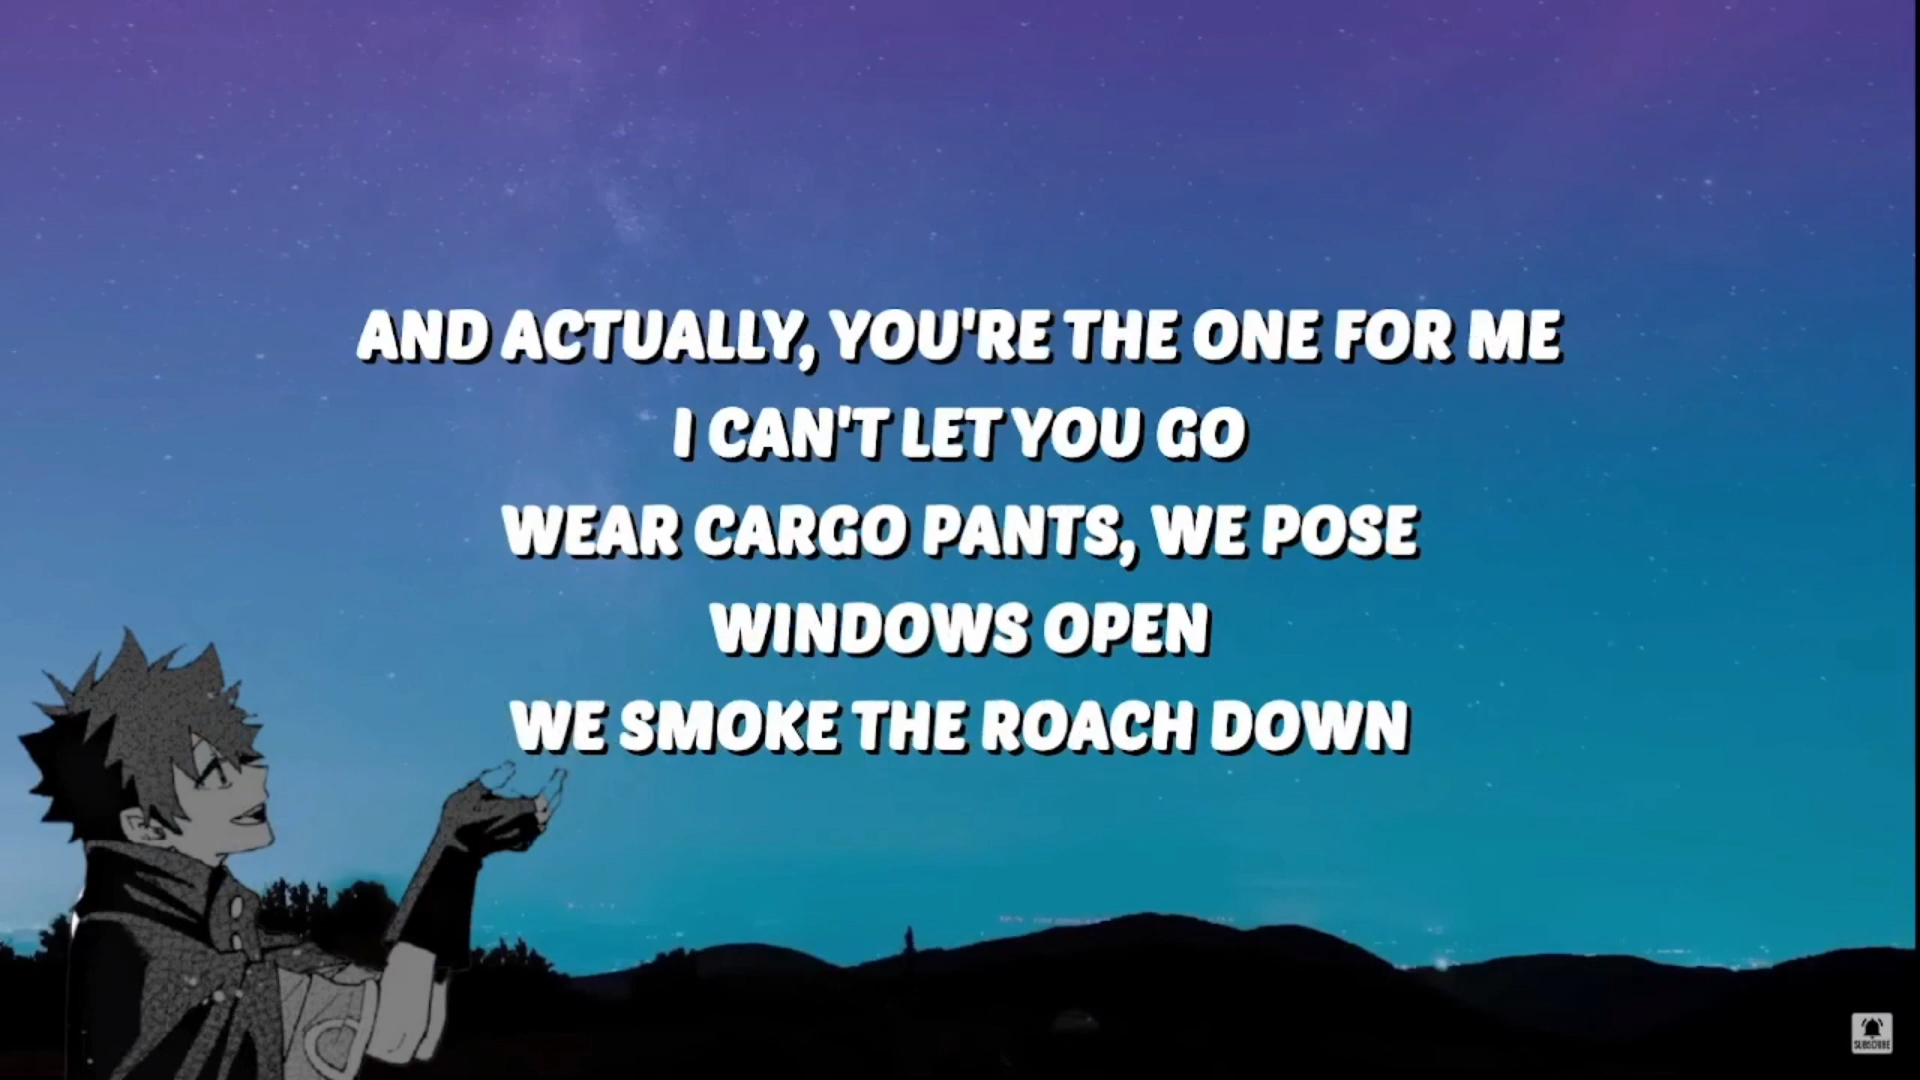 AND ACTUALLY, YOU'RE THE ONE FOR ME
I CAN'T LET YOU GO
WEAR CARGO PANTS, WE POSE
WINDOWS OPEN
WE SMOKE THE ROACH DOWN
SUBSCRIBE